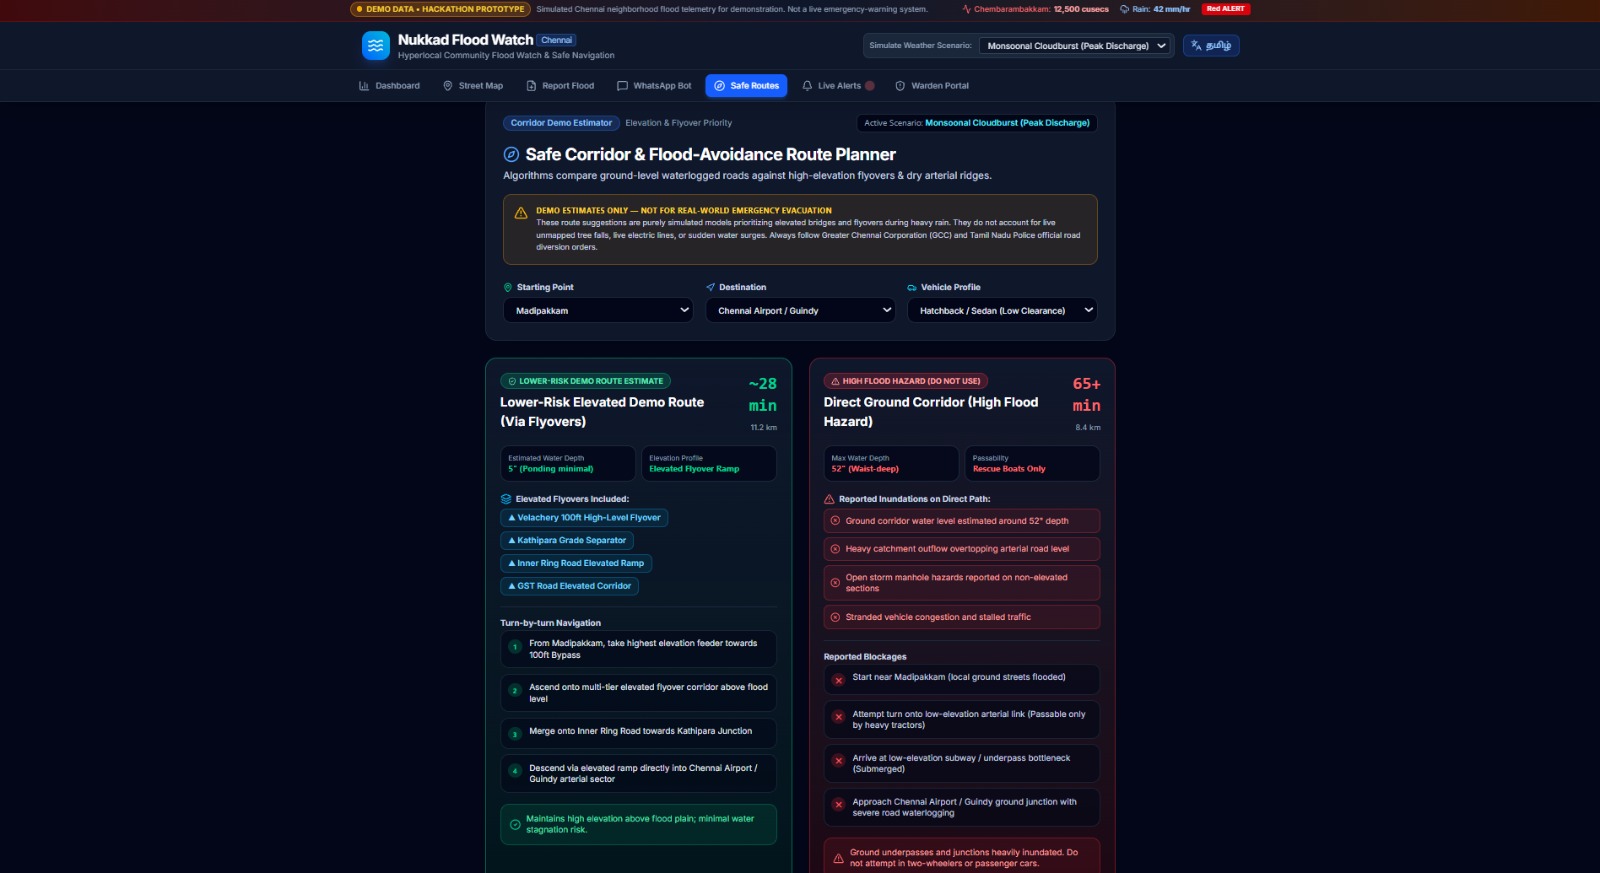 DEMO DATA • HACKATHON PROTOTYPE
Simulated Chennai neighborhood flood telemetry for demonstration. Not a live emergency-warning system.
Chembarambakkam: 12,500 cusecs
Rain: 42 mm/hr
Red ALERT
Nukkad Flood Watch
Chennai
Hyperlocal Community Flood Watch & Safe Navigation
Simulate Weather Scenario:
Monsoonal Cloudburst (Peak Discharge)
தமிழ்
Dashboard
Street Map
Report Flood
WhatsApp Bot
Safe Routes
Live Alerts
Warden Portal
Corridor Demo Estimator
Elevation & Flyover Priority
Active Scenario: Monsoonal Cloudburst (Peak Discharge)
Safe Corridor & Flood-Avoidance Route Planner
Algorithms compare ground-level waterlogged roads against high-elevation flyovers & dry arterial ridges.
DEMO ESTIMATES ONLY — NOT FOR REAL-WORLD EMERGENCY EVACUATION
These route suggestions are purely simulated models prioritizing elevated bridges and flyovers during heavy rain. They do not account for live
unmapped tree falls, live electric lines, or sudden water surges. Always follow Greater Chennai Corporation (GCC) and Tamil Nadu Police official road
diversion orders.
Starting Point
Destination
Vehicle Profile
Madipakkam
Chennai Airport / Guindy
Hatchback / Sedan (Low Clearance)
LOWER-RISK DEMO ROUTE ESTIMATE
~28
min
Lower-Risk Elevated Demo Route
(Via Flyovers)
11.2 km
Estimated Water Depth
5" (Ponding minimal)
Elevation Profile
Elevated Flyover Ramp
Elevated Flyovers Included:
▲ Velachery 100ft High-Level Flyover
▲ Kathipara Grade Separator
▲ Inner Ring Road Elevated Ramp
▲ GST Road Elevated Corridor
Turn-by-turn Navigation
1
From Madipakkam, take highest elevation feeder towards
100ft Bypass
2
Ascend onto multi-tier elevated flyover corridor above flood
level
3
Merge onto Inner Ring Road towards Kathipara Junction
4
Descend via elevated ramp directly into Chennai Airport /
Guindy arterial sector
Maintains high elevation above flood plain; minimal water
stagnation risk.
HIGH FLOOD HAZARD (DO NOT USE)
65+
min
Direct Ground Corridor (High Flood
Hazard)
8.4 km
Max Water Depth
52" (Waist-deep)
Passability
Rescue Boats Only
Reported Inundations on Direct Path:
Ground corridor water level estimated around 52" depth
Heavy catchment outflow overtopping arterial road level
Open storm manhole hazards reported on non-elevated
sections
Stranded vehicle congestion and stalled traffic
Reported Blockages
Start near Madipakkam (local ground streets flooded)
Attempt turn onto low-elevation arterial link (Passable only
by heavy tractors)
Arrive at low-elevation subway / underpass bottleneck
(Submerged)
Approach Chennai Airport / Guindy ground junction with
severe road waterlogging
Ground underpasses and junctions heavily inundated. Do
not attempt in two-wheelers or passenger cars.